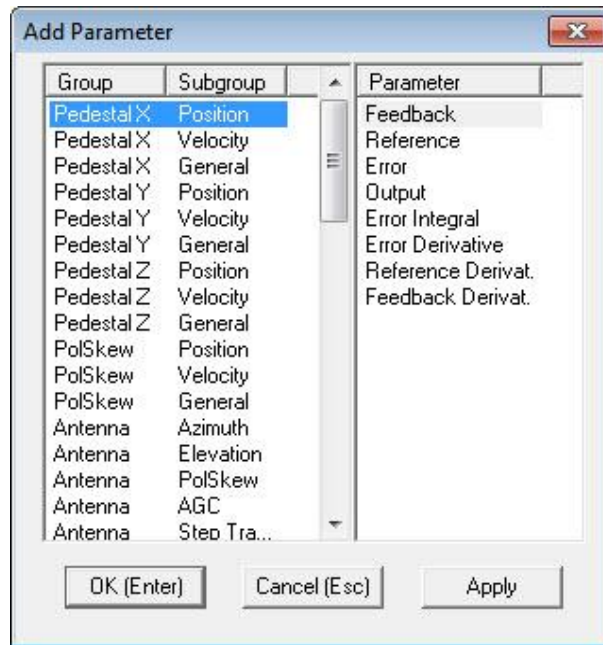 Add Parameter
Group Subgroup Parameter
Pedestal X Position Feedback
Pedestal X Velocity Reference
Pedestal X General Error
Pedestal Y Position Output
Pedestal Y Velocity Error Integral
Pedestal Y General Error Derivative
Pedestal Z Position Reference Derivat.
Pedestal Z Velocity Feedback Derivat.
Pedestal Z General
PolSkew Position
PolSkew Velocity
PolSkew General
Antenna Azimuth
Antenna Elevation
Antenna PolSkew
Antenna AGC
Antenna Step Tra...
OK (Enter) Cancel (Esc) Apply